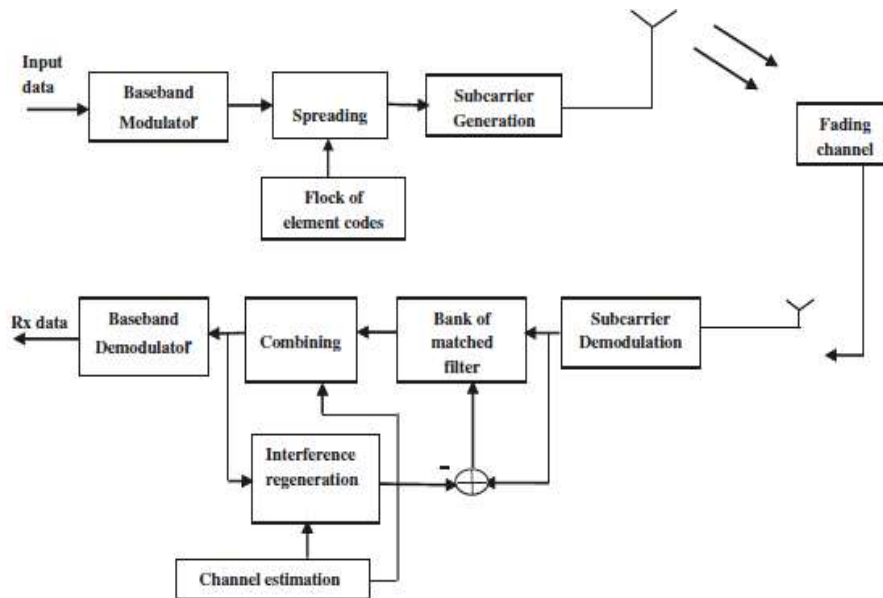 Input
data
Baseband
Modulator
Spreading
Subcarrier
Generation
Fading
channel
Flock of
element codes
Rx data
Baseband
Demodulator
Combining
Bank of
matched
filter
Subcarrier
Demodulation
Interference
regeneration
-
Channel estimation